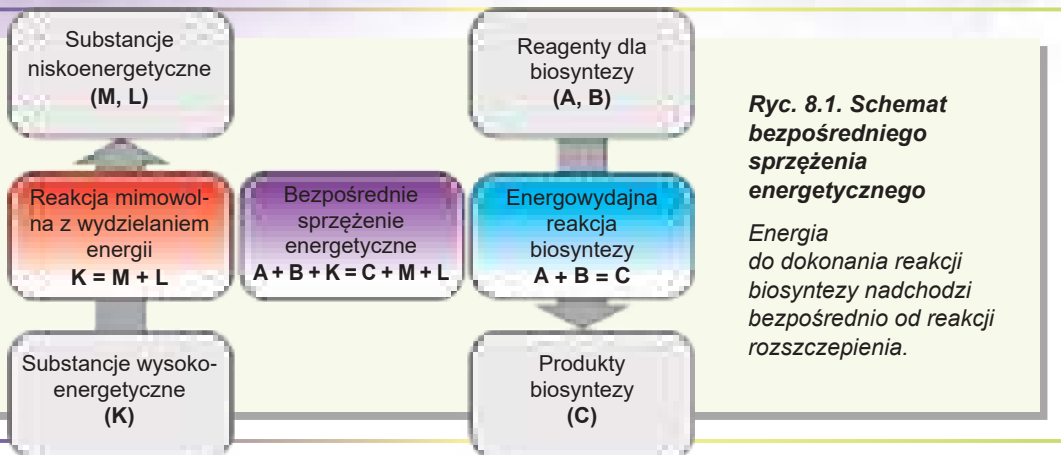 Substancje
niskoenergetyczne
(M, L)
Reakcja mimowol-
na z wydzielaniem
energii
K = M + L
Substancje wysoko-
energetyczne
(K)
Bezpośrednie
sprzężenie
energetyczne
A + B + K = C + M + L
Reagenty dla
biosyntezy
(A, B)
Energowydajna
reakcja
biosyntezy
A + B = C
Produkty
biosyntezy
(C)
Ryc. 8.1. Schemat
bezpośredniego
sprzężenia
energetycznego
Energia
do dokonania reakcji
biosyntezy nadchodzi
bezpośrednio od reakcji
rozszczepienia.